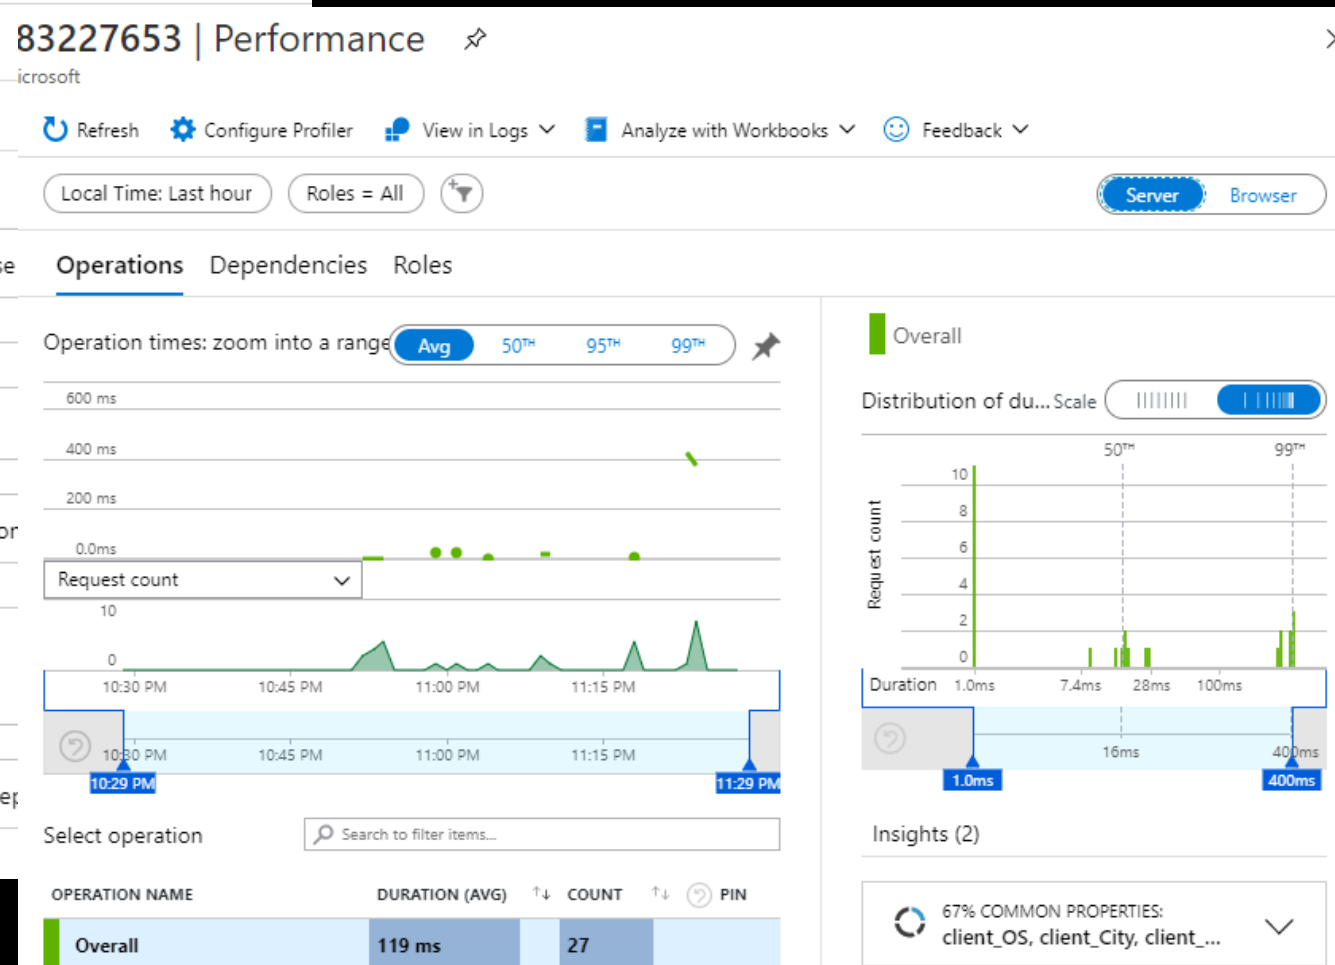 83227653 | Performance
icrosoft
Refresh Configure Profiler View in Logs Analyze with Workbooks Feedback
Local Time: Last hour Roles = All Server Browser
se Operations Dependencies Roles
Operation times: zoom into a range Avg 50TH 95TH 99TH
600 ms
400 ms
200 ms
0.0ms
Request count
10
0
10:30 PM 10:45 PM 11:00 PM 11:15 PM
10:30 PM 10:45 PM 11:00 PM 11:15 PM
10:29 PM 11:29 PM
Select operation Search to filter items...
OPERATION NAME DURATION (AVG) COUNT PIN
Overall 119 ms 27
Overall
Distribution of du... Scale
50TH 99TH
Request count
10
8
6
4
2
0
Duration 1.0ms 7.4ms 28ms 100ms
16ms 400ms
1.0ms 400ms
Insights (2)
67% COMMON PROPERTIES:
client_OS, client_City, client_...
or
ep